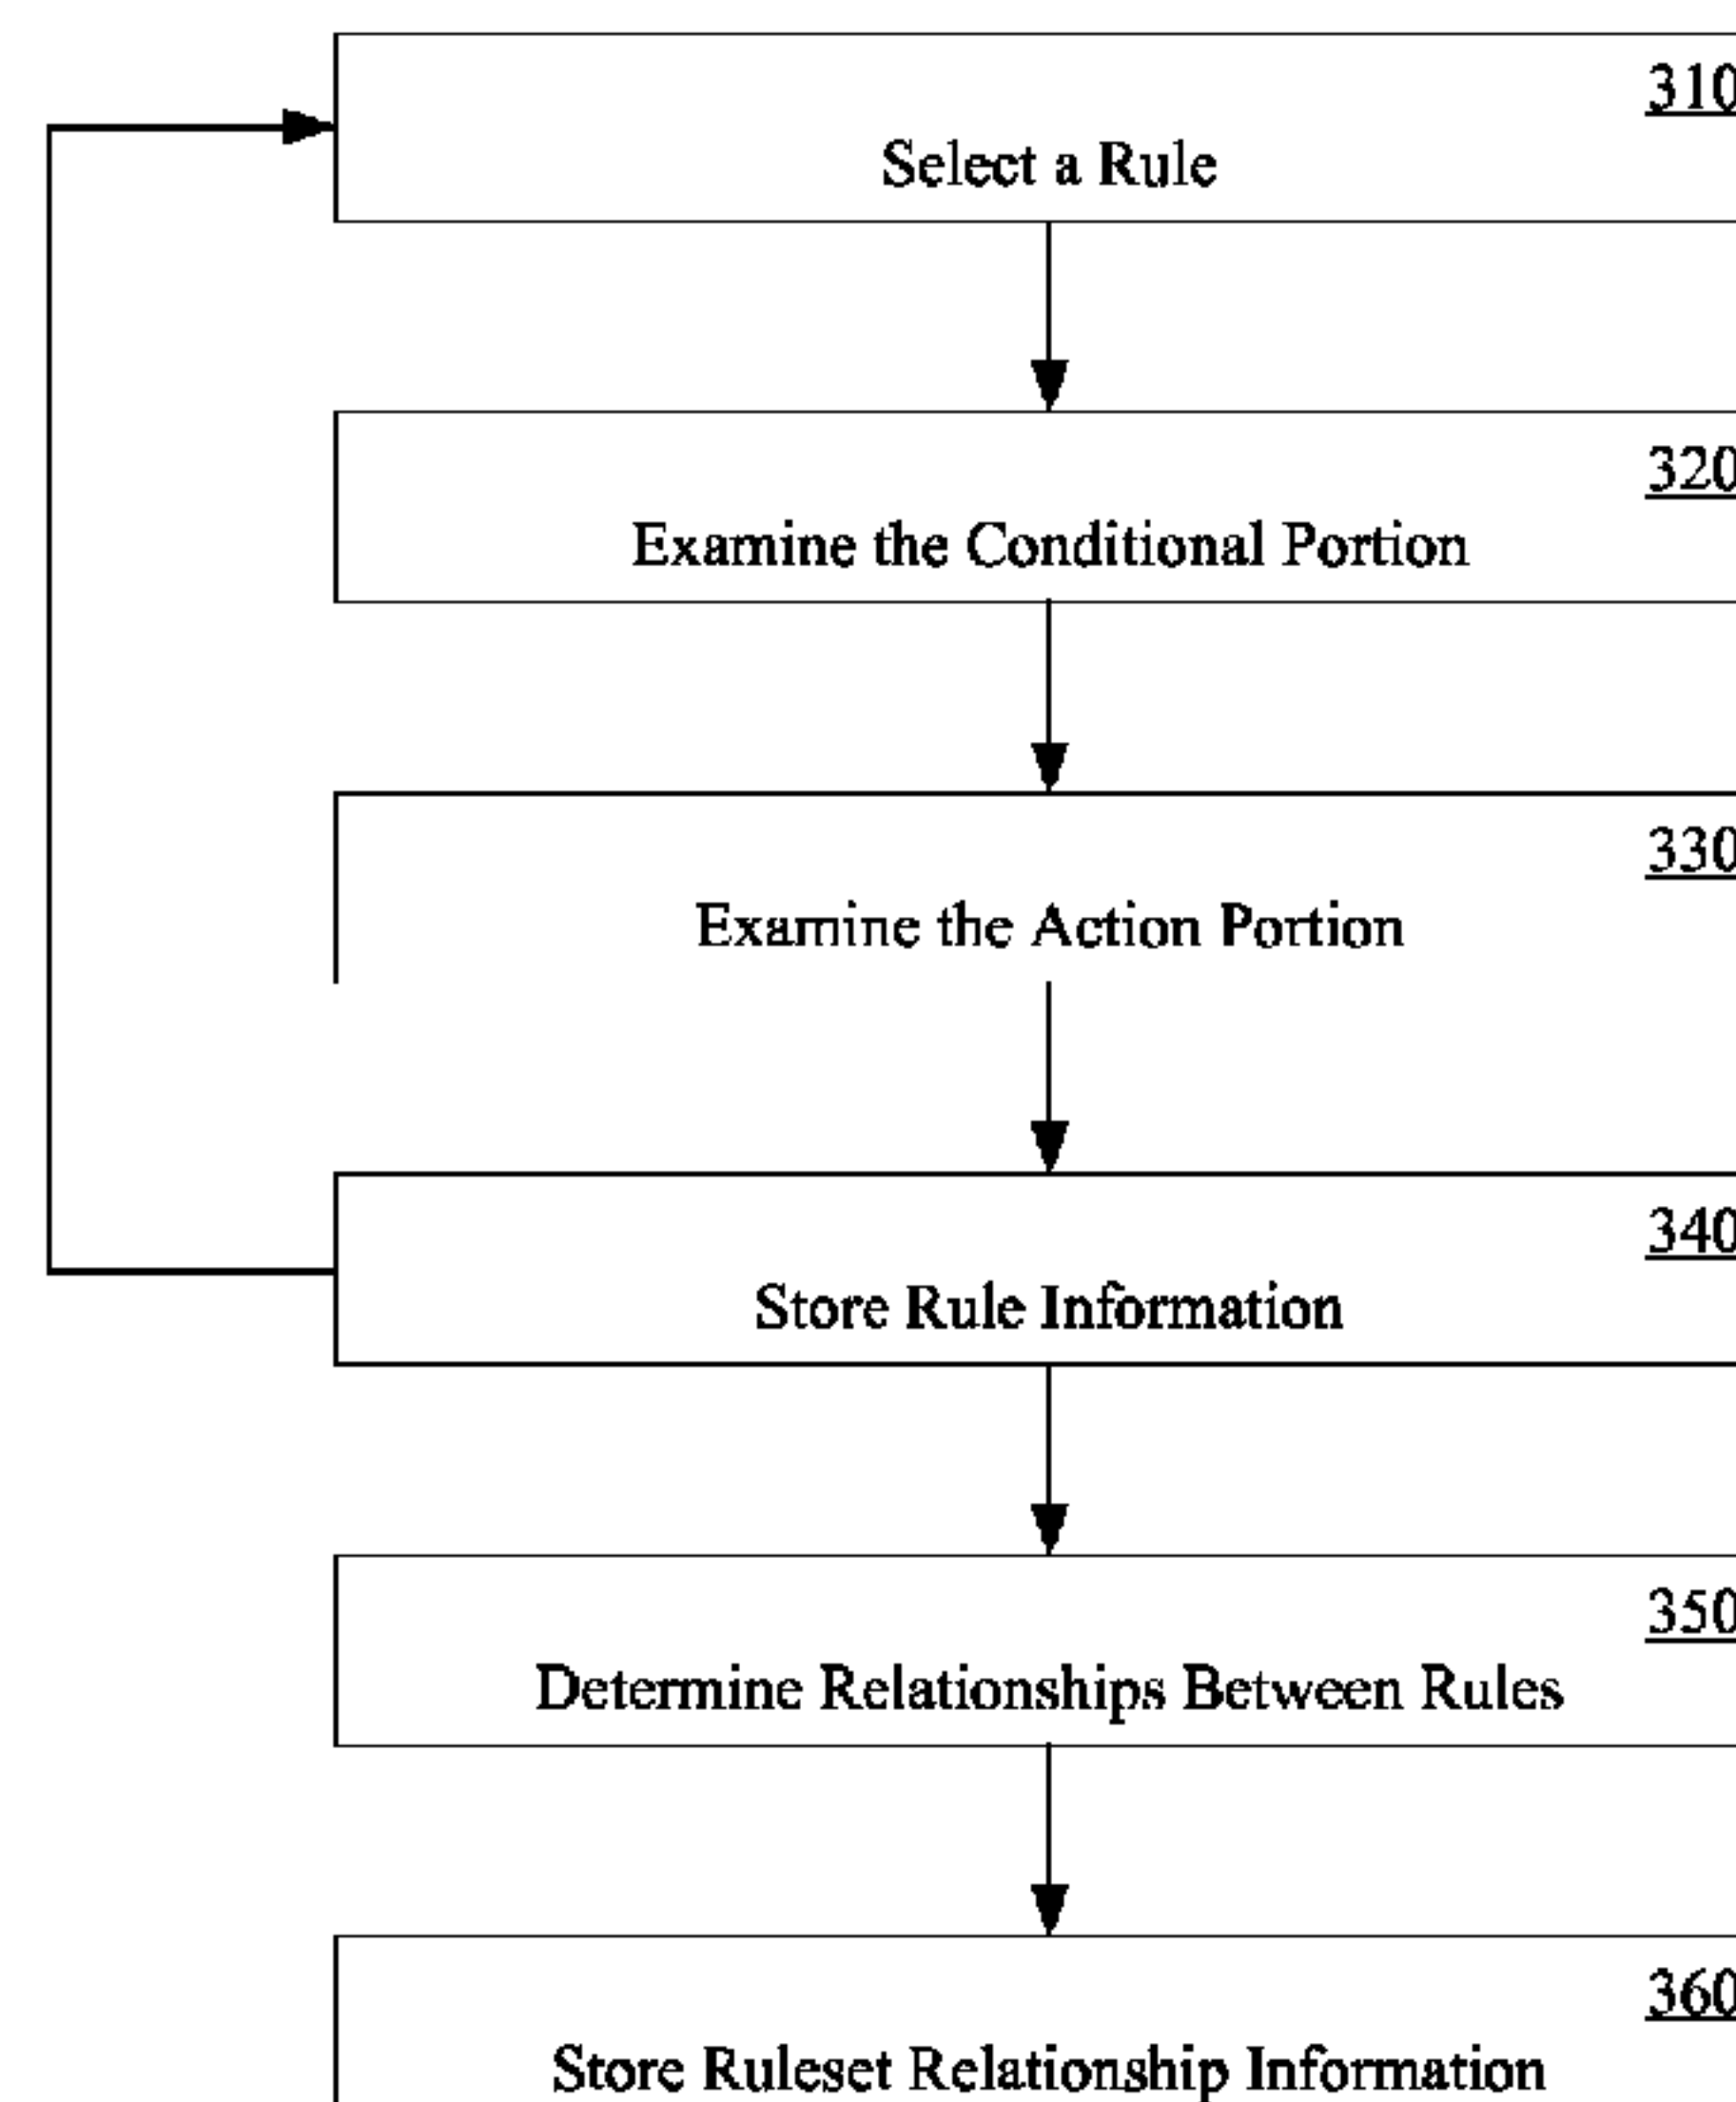 310
Select a Rule
320
Examine the Conditional Portion
330
Examine the Action Portion
340
Store Rule Information
350
Determine Relationships Between Rules
360
Store Ruleset Relationship Information